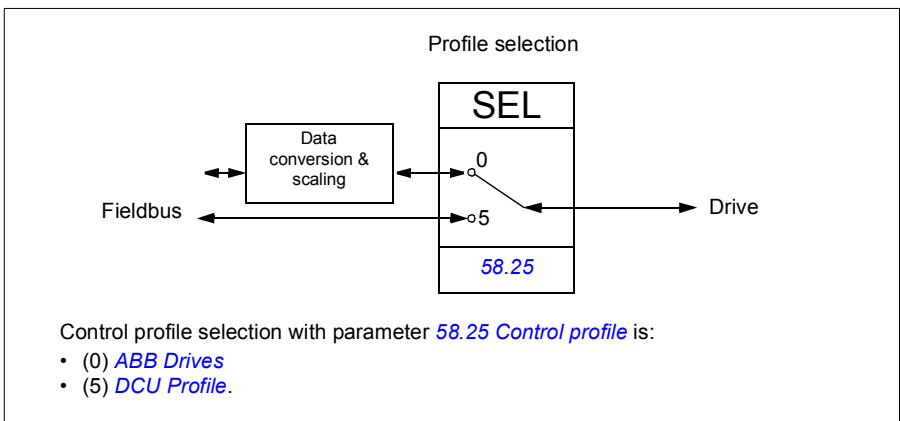 Profile selection
SEL
Data
conversion &
scaling
0
Fieldbus
5
Drive
58.25
Control profile selection with parameter 58.25 Control profile is:
• (0) ABB Drives
• (5) DCU Profile.